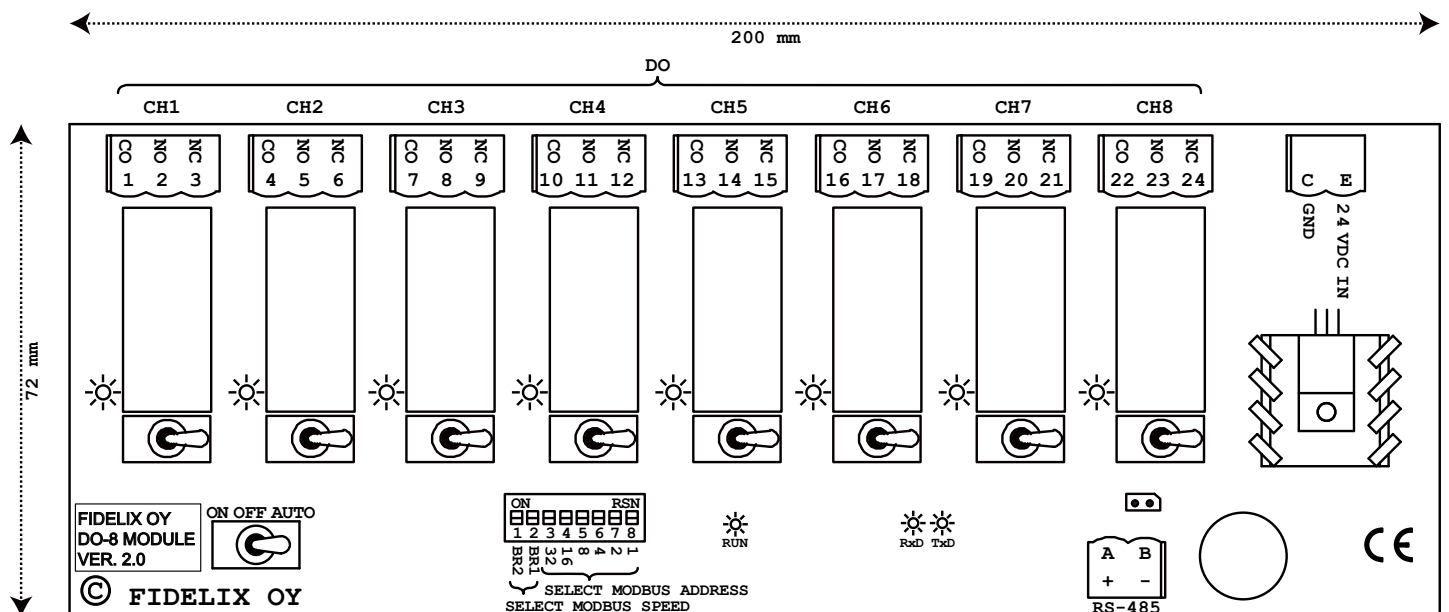 200 mm
DO
CH1 CH2 CH3 CH4 CH5 CH6 CH7 CH8
CO NO NC CO NO NC CO NO NC CO NO NC CO NO NC CO NO NC CO NO NC CO NO NC
1 2 3 4 5 6 7 8 9 10 11 12 13 14 15 16 17 18 19 20 21 22 23 24
C E
GND
24 VDC IN
72 mm
FIDELIX OY
DO-8 MODULE
VER. 2.0
ON OFF AUTO
ON RSN
1 2 3 4 5 6 7 8
BR2 BR1 32 16 8 4 2 1
SELECT MODBUS ADDRESS
SELECT MODBUS SPEED
RUN
RxD TxD
A B
+ -
RS-485
CE
© FIDELIX OY